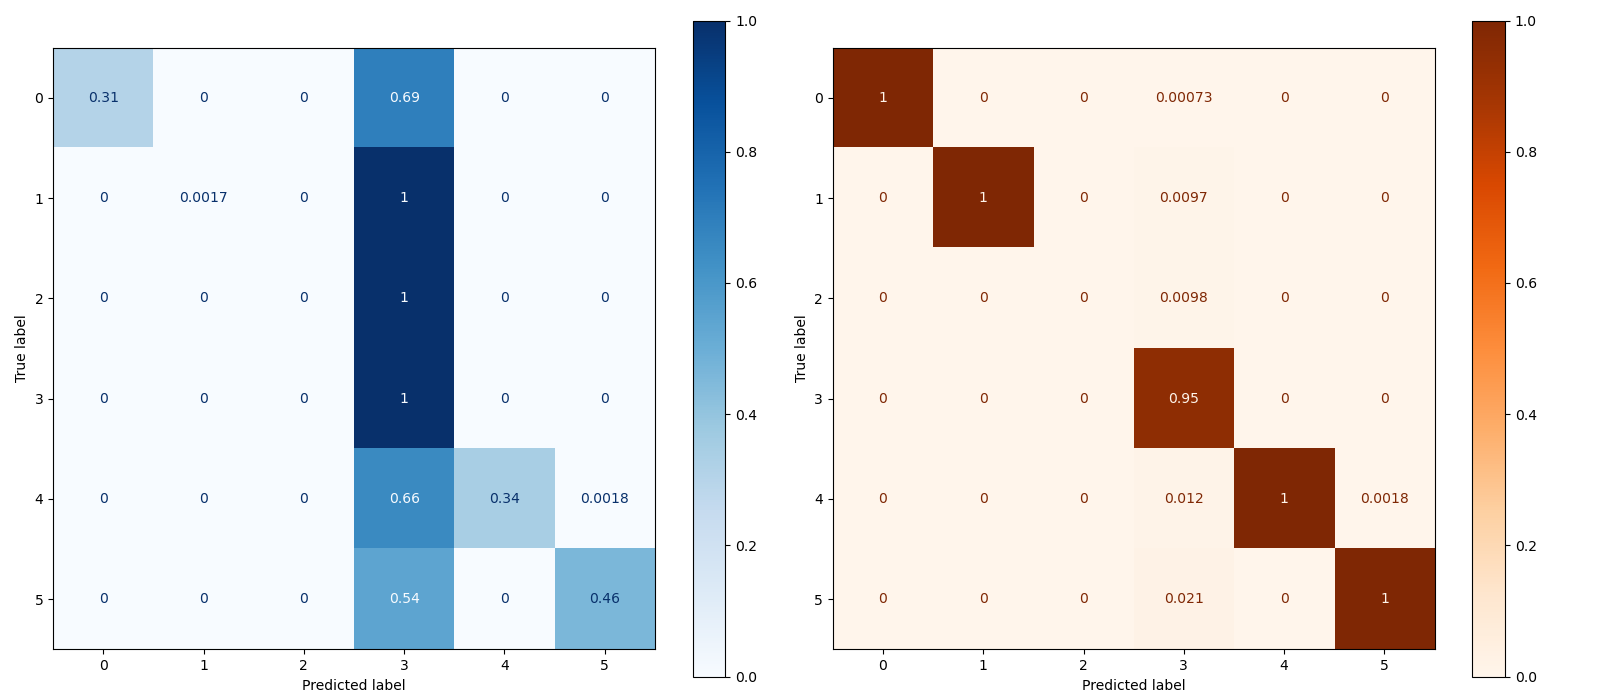 1.0
0.8
0.6
0.4
0.2
0.0
True label
0 0.31 0 0 0.69 0 0
1 0 0.0017 0 1 0 0
2 0 0 0 1 0 0
3 0 0 0 1 0 0
4 0 0 0 0.66 0.34 0.0018
5 0 0 0 0.54 0 0.46
0 1 2 3 4 5
Predicted label
1.0
0.8
0.6
0.4
0.2
0.0
True label
0 1 0 0 0.00073 0 0
1 0 1 0 0.0097 0 0
2 0 0 0 0.0098 0 0
3 0 0 0 0.95 0 0
4 0 0 0 0.012 1 0.0018
5 0 0 0 0.021 0 1
0 1 2 3 4 5
Predicted label